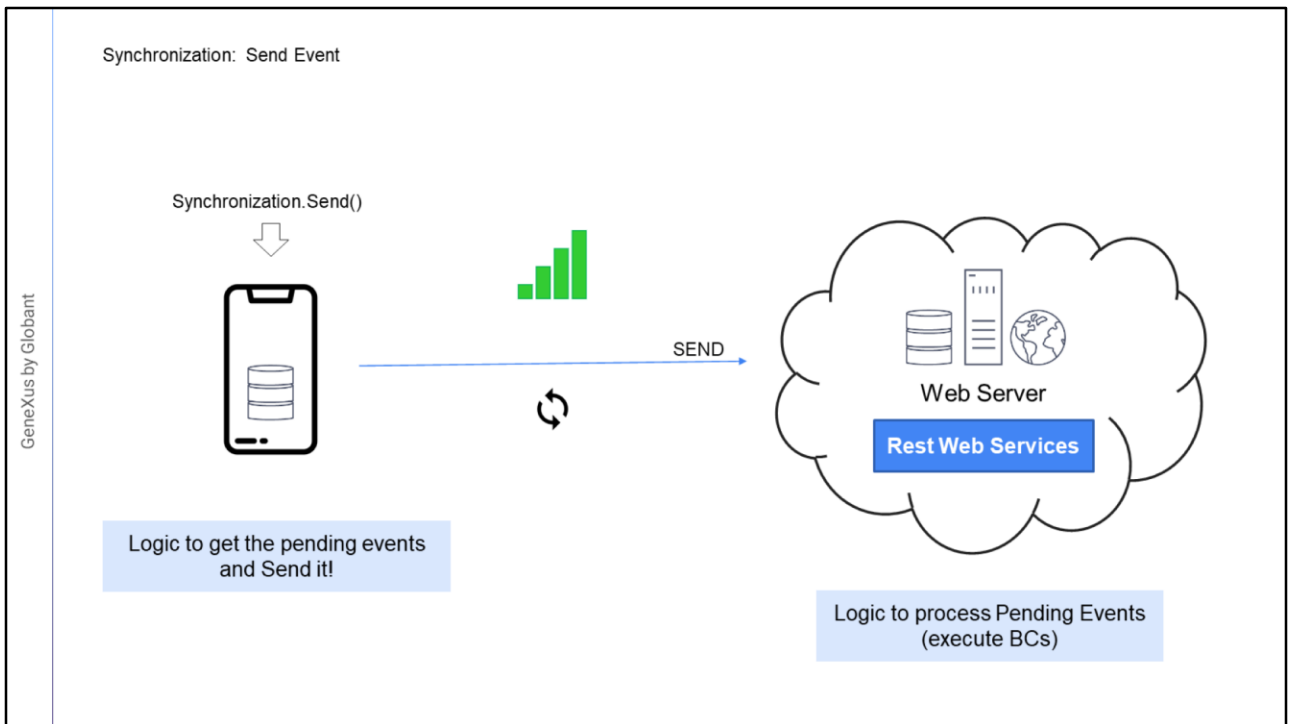 Synchronization: Send Event
Synchronization.Send()
SEND
GeneXus by Globant
Web Server
Rest Web Services
Logic to get the pending events
and Send it!
Logic to process Pending Events
(execute BCs)